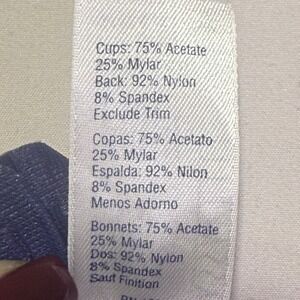 Cups: 75% Acetate
25% Mylar
Back: 92% Nylon
8% Spandex
Exclude Trim
Copas: 75% Acetato
25% Mylar
Espalda: 92% Nilon
8% Spandex
Menos Adorno
Bonnets: 75% Acetate
25% Mylar
Dos: 92% Nylon
8% Spandex
Sauf Finition